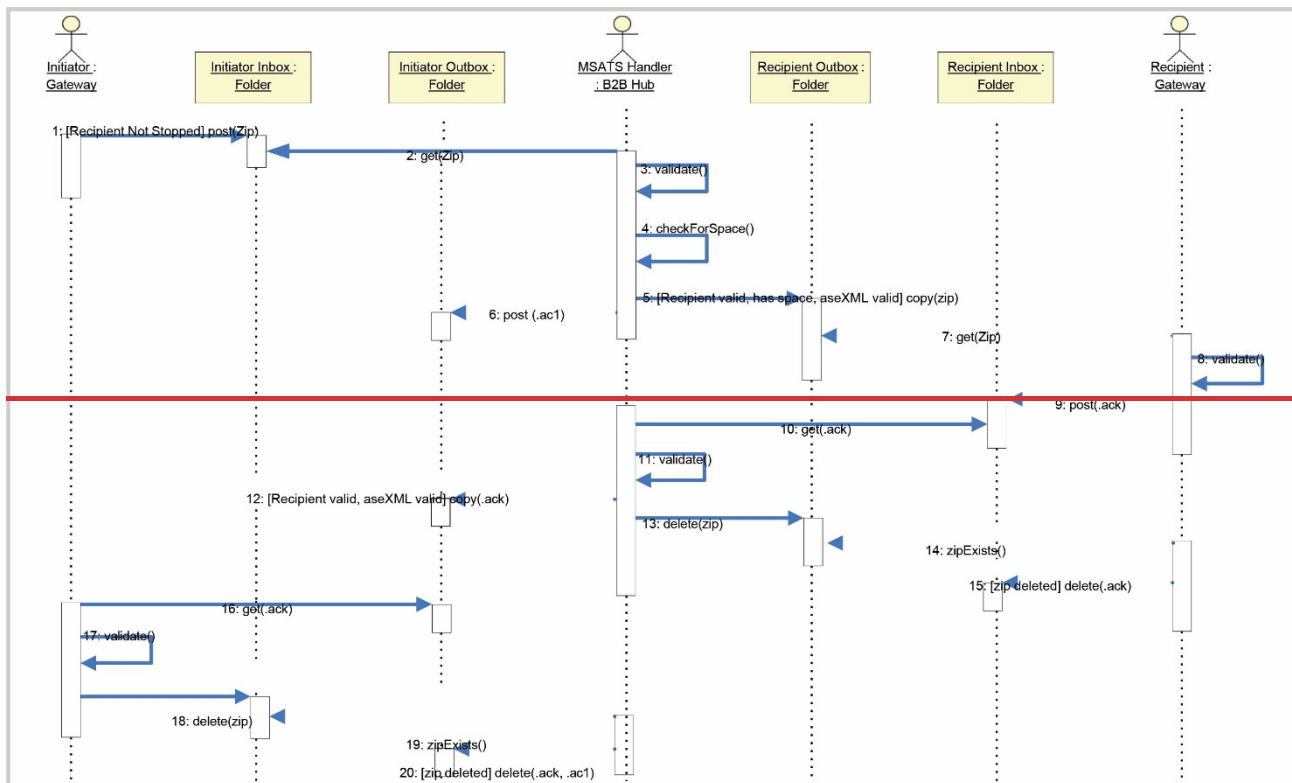 Initiator :
Gateway
Initiator Inbox :
Folder
Initiator Outbox :
Folder
MSATS Handler
: B2B Hub
Recipient Outbox :
Folder
Recipient Inbox :
Folder
Recipient :
Gateway
1: [Recipient Not Stopped] post(Zip)
2: get(Zip)
3: validate()
4: checkForSpace()
5: [Recipient valid, has space, aseXML valid] copy(zip)
6: post (.ac1)
7: get(Zip)
8: validate()
9: post(.ack)
10: get(.ack)
11: validate()
12: [Recipient valid, aseXML valid] copy(.ack)
13: delete(zip)
14: zipExists()
15: [zip deleted] delete(.ack)
16: get(.ack)
17: validate()
18: delete(zip)
19: zipExists()
20: [zip deleted] delete(.ack, .ac1)